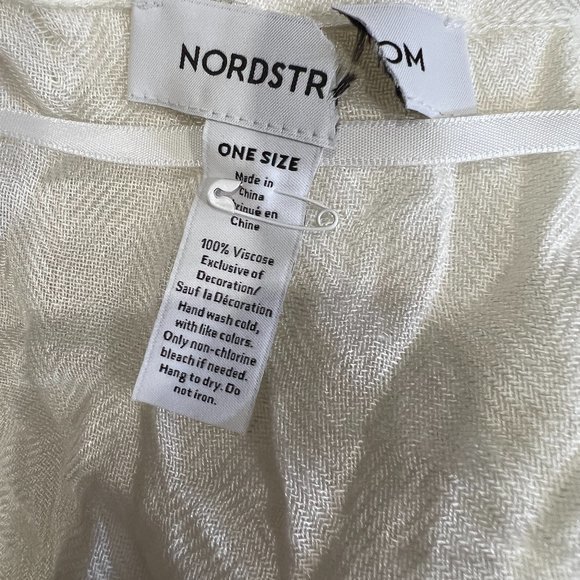 NORDSTR OM
ONE SIZE
Made in
China
en
Chine
100% Viscose
Exclusive of
Decoration/
Sauf la Décoration
Hand wash cold,
with like colors.
Only non-chlorine
bleach if needed.
Hang to dry. Do
not iron.